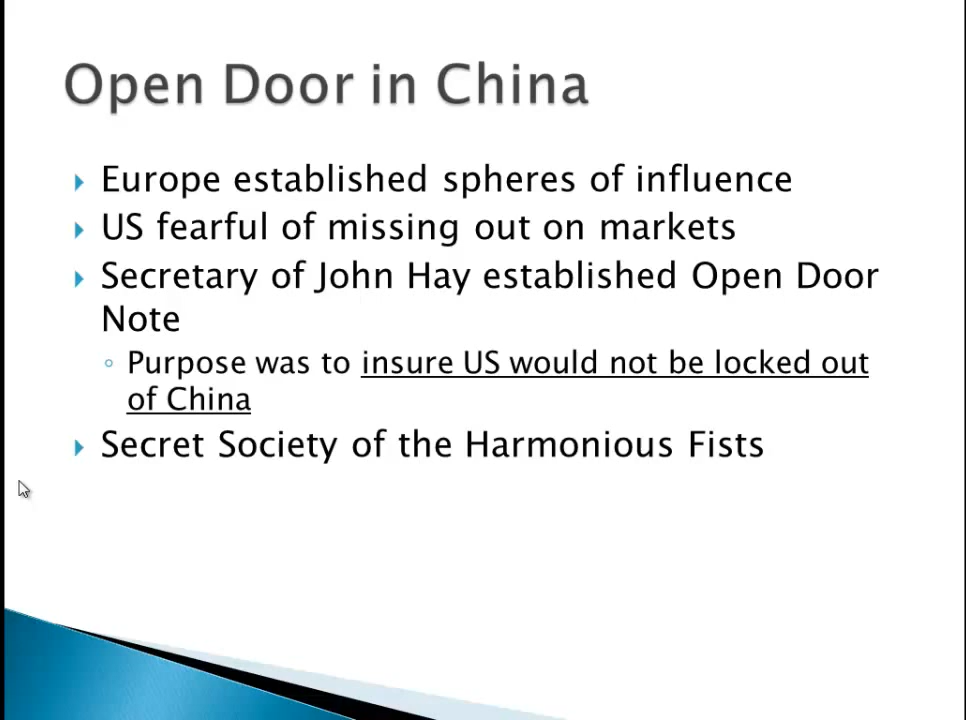 Open Door in China
Europe established spheres of influence
US fearful of missing out on markets
Secretary of John Hay established Open Door
Note
Purpose was to insure US would not be locked out
of China
Secret Society of the Harmonious Fists